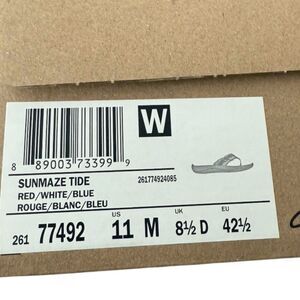 W
8 89003 73399 9
SUNMAZE TIDE
261774924085
RED/WHITE/BLUE
ROUGE/BLANC/BLEU
US UK EU
261 77492 11 M 8½ D 42½